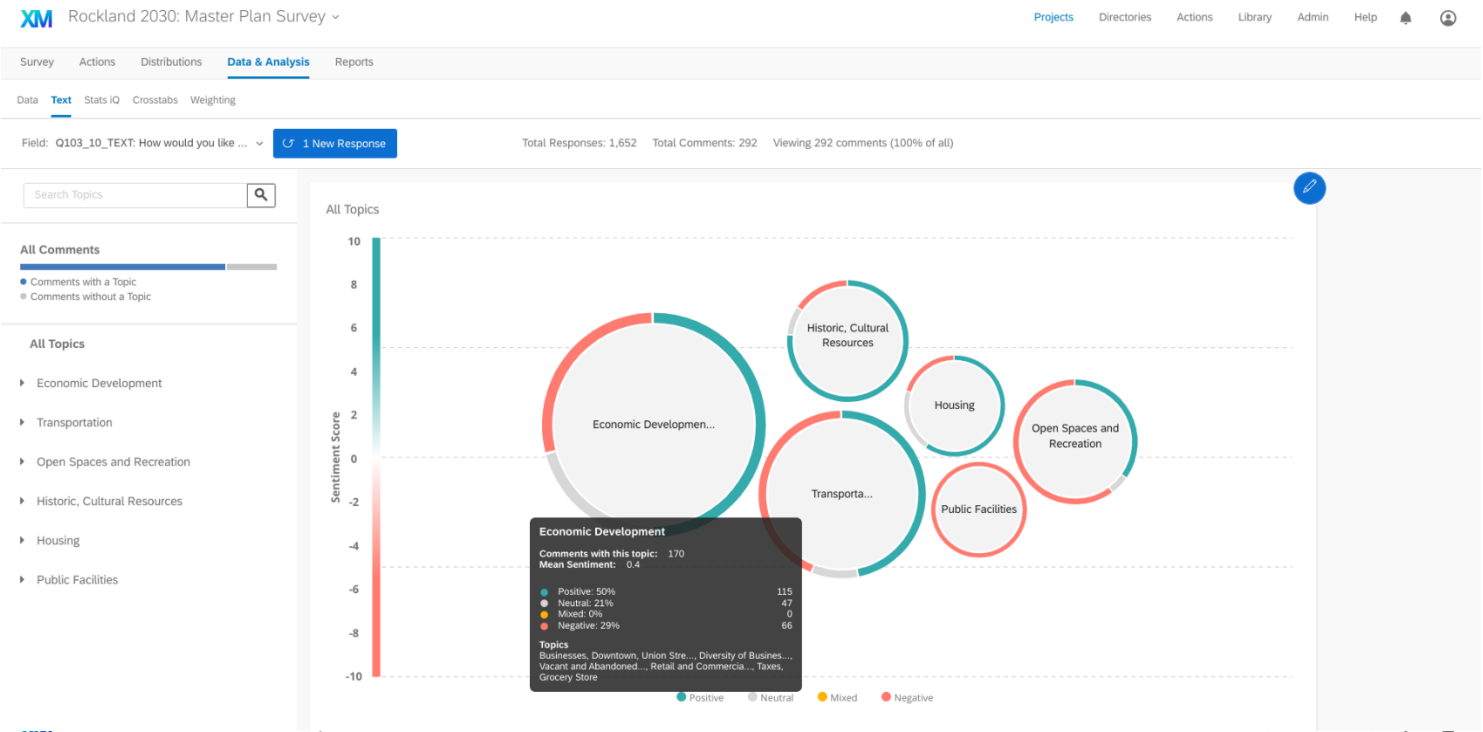 XM Rockland 2030: Master Plan Survey
Projects Directories Actions Library Admin Help
Survey Actions Distributions Data & Analysis Reports
Data Text Stats iQ Crosstabs Weighting
Field: Q103_10_TEXT: How would you like ... 1 New Response Total Responses: 1,652 Total Comments: 292 Viewing 292 comments (100% of all)
Search Topics
All Comments
Comments with a Topic
Comments without a Topic
All Topics
Economic Development
Transportation
Open Spaces and Recreation
Historic, Cultural Resources
Housing
Public Facilities
All Topics
Sentiment Score
10
8
6
4
2
0
-2
-4
-6
-8
-10
Historic, Cultural
Resources
Housing
Economic Developmen...
Open Spaces and
Recreation
Transporta...
Public Facilities
Economic Development
Comments with this topic: 170
Mean Sentiment: 0.4
Positive: 50% 115
Neutral: 21% 47
Mixed: 0% 0
Negative: 29% 66
Topics
Businesses, Downtown, Union Stre..., Diversity of Busines...,
Vacant and Abandoned..., Retail and Commercia..., Taxes,
Grocery Store
Positive Neutral Mixed Negative